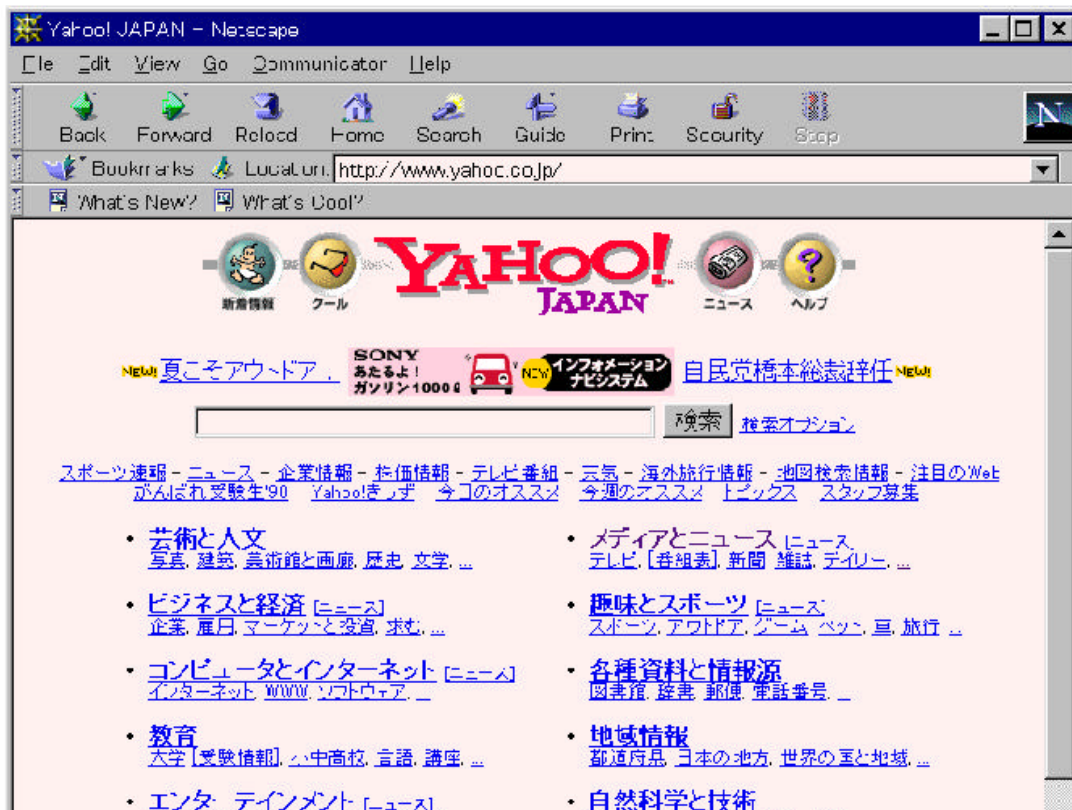 Yahoo! JAPAN - Netscape
File Edit View Go Communicator Help
Back Forward Reload Home Search Guide Print Security Stop
Bookmarks Location: http://www.yahoo.co.jp/
What's New? What's Cool?
YAHOO!
JAPAN
新着情報 クール ニュース ヘルプ
NEW! 夏こそアウトドア SONY あたるよ! ガソリン1000ℓ NEW インフォメーションナビシステム 自民党橋本総裁辞任 NEW!
検索 検索オプション
スポーツ速報 - ニュース - 企業情報 - 株価情報 - テレビ番組 - 天気 - 海外旅行情報 - 地図検索情報 - 注目のWeb
がんばれ受験生 Yahoo!きっず 今日のオススメ 今週のオススメ トピックス スタッフ募集
・ 芸術と人文
写真, 建築, 美術館と画廊, 歴史, 文学, ...
・ メディアとニュース [ニュース]
テレビ, [番組表], 新聞, 雑誌, デイリー, ...
・ ビジネスと経済 [ニュース]
企業, 雇用, マーケットと投資, 求む, ...
・ 趣味とスポーツ [ニュース]
スポーツ, アウトドア, ゲーム, ペット, 車, 旅行, ...
・ コンピュータとインターネット [ニュース]
インターネット, WWW, ソフトウェア, ...
・ 各種資料と情報源
図書館, 辞書, 郵便, 電話番号, ...
・ 教育
大学, [受験情報], 小中高校, 言語, 講座, ...
・ 地域情報
都道府県, 日本の地方, 世界の国と地域, ...
・ エンターテインメント [ニュース]
・ 自然科学と技術